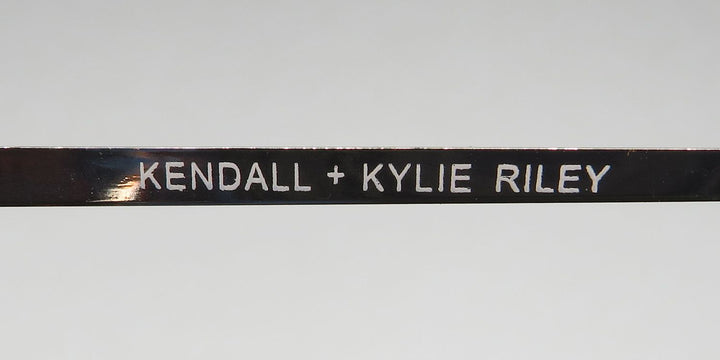 KENDALL + KYLIE RILEY